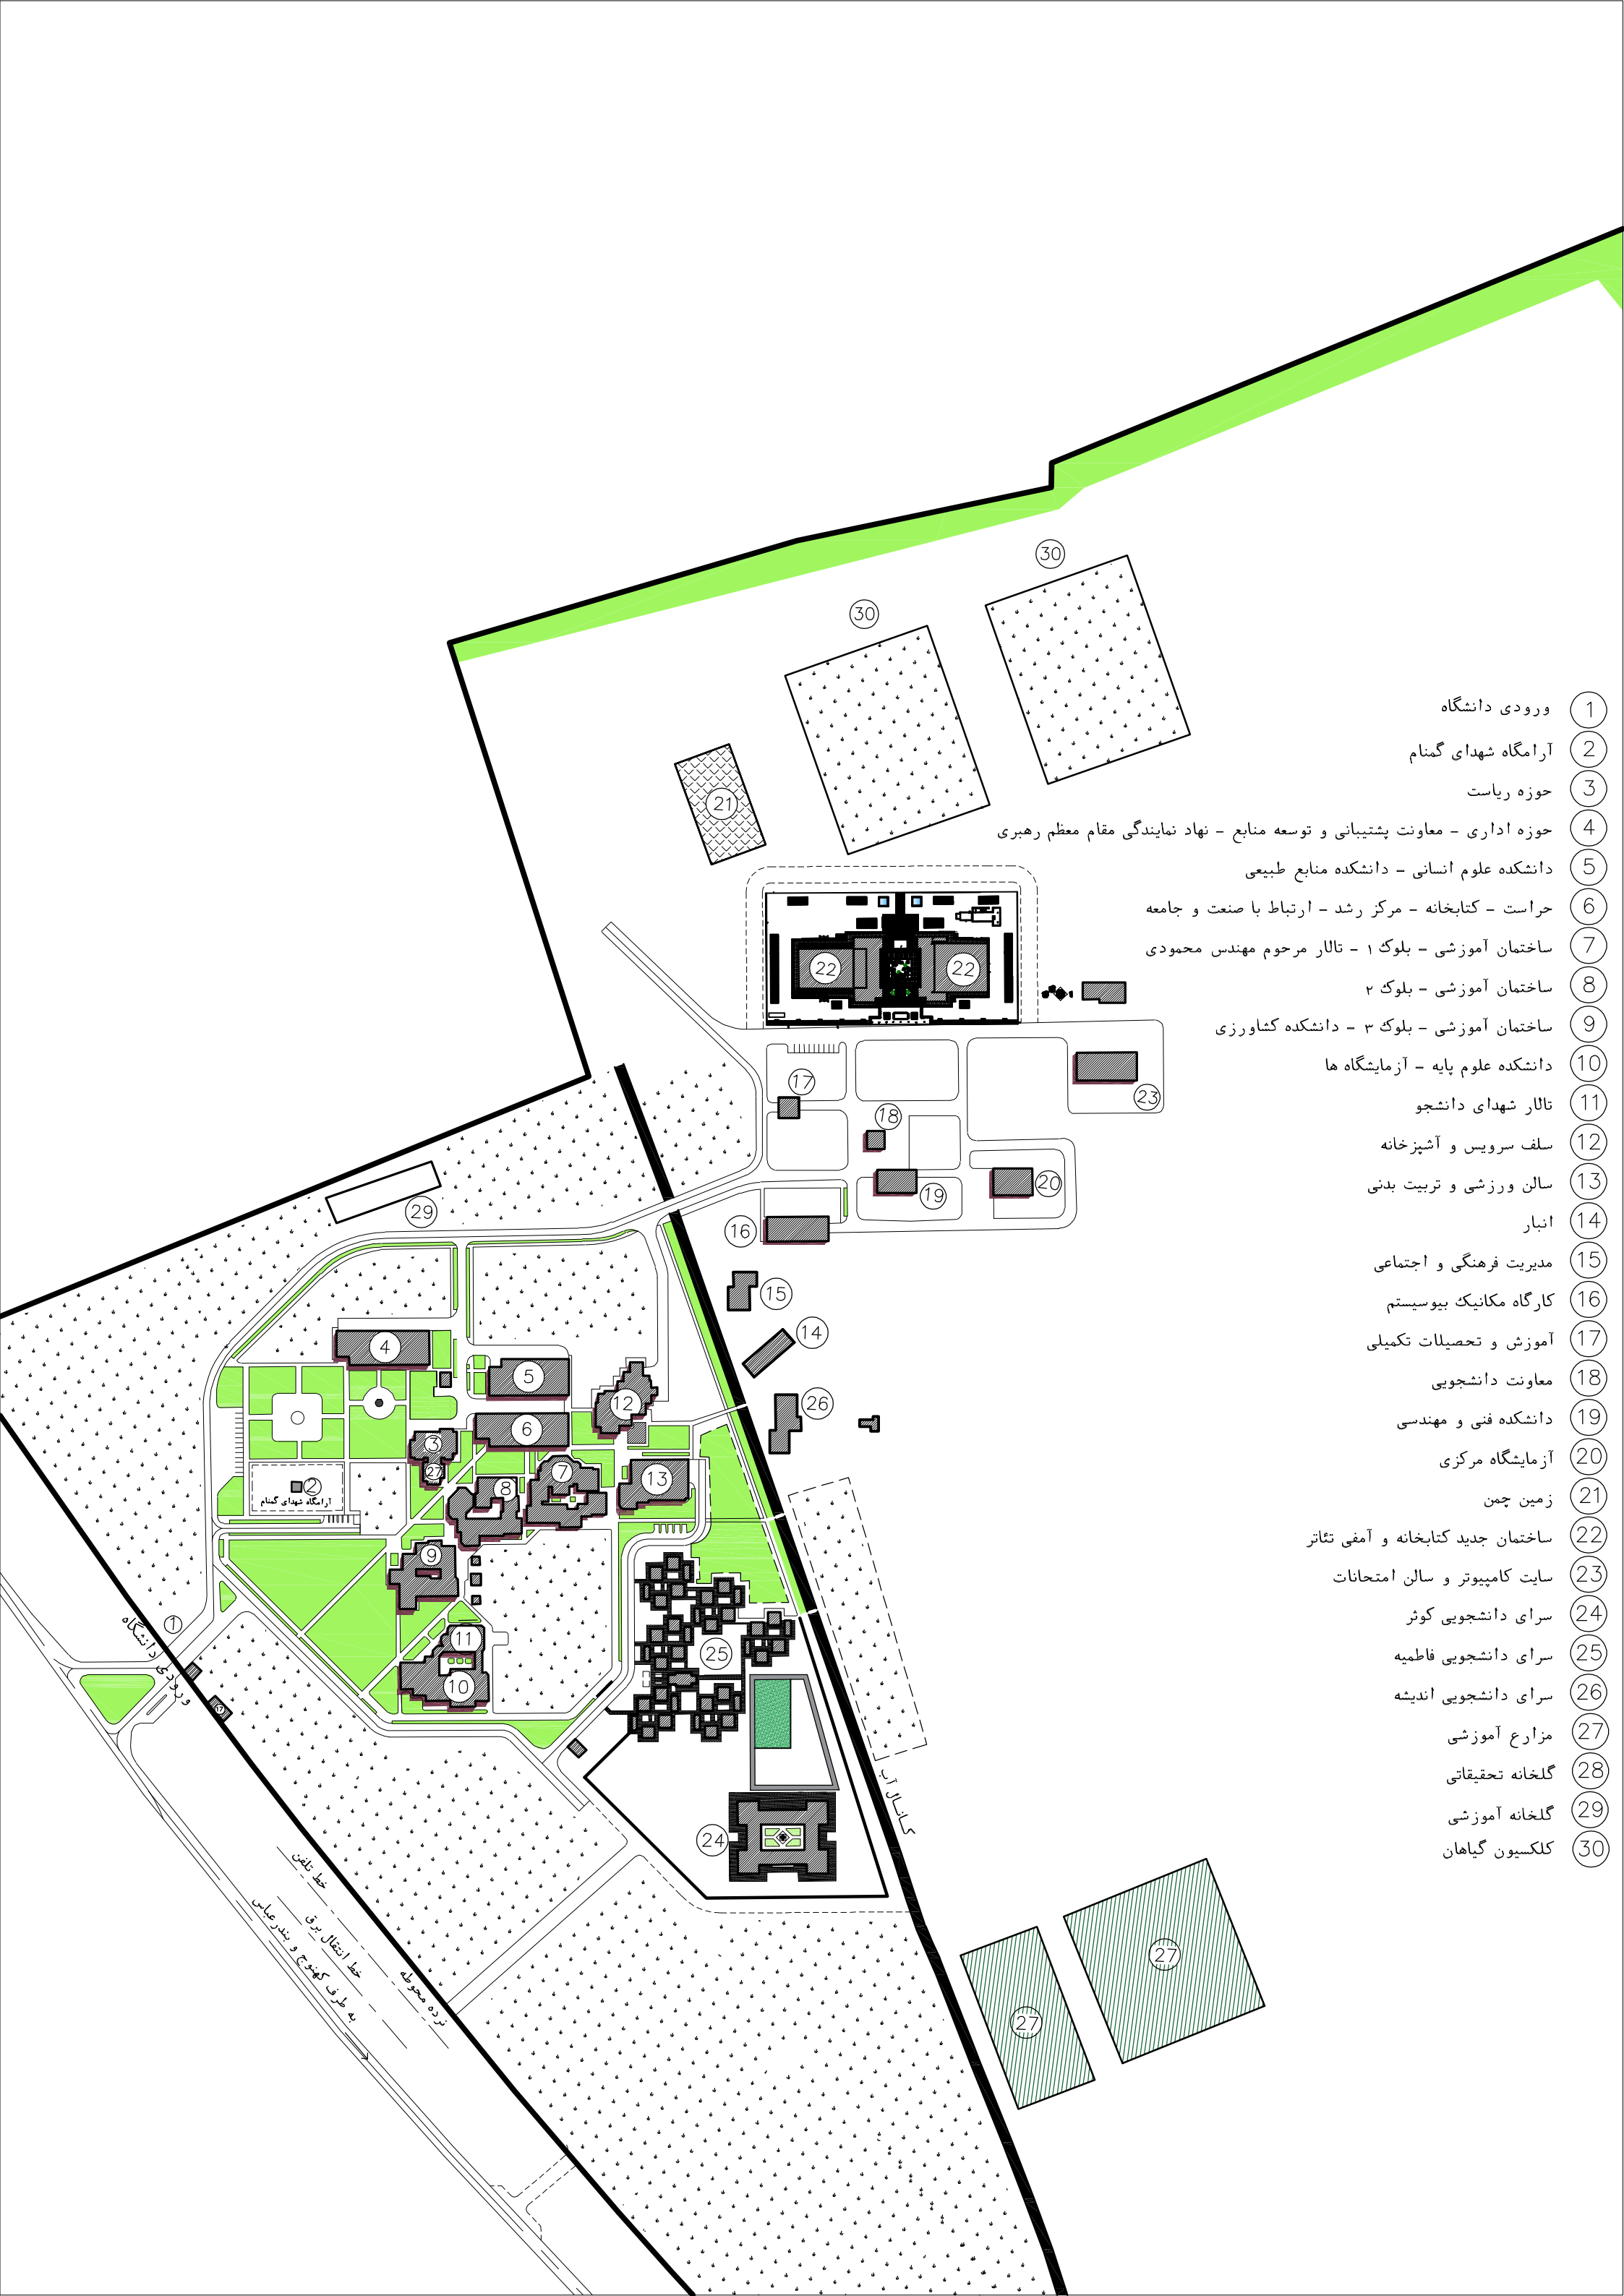 30
30
21
22
22
17
18
23
19
20
16
29
15
14
4
5
26
12
6
3
27
7
13
8
2
آرامگاه شهدای گمنام
9
1
ورودی دانشگاه
11
25
10
کانال آب
24
خط تلفن
خط انتقال برق
به طرف کهنوج و بندرعباس
نرده محوطه
27
27
ورودی دانشگاه 1
آرامگاه شهدای گمنام 2
حوزه ریاست 3
حوزه اداری - معاونت پشتیبانی و توسعه منابع - نهاد نمایندگی مقام معظم رهبری 4
دانشکده علوم انسانی - دانشکده منابع طبیعی 5
حراست - کتابخانه - مرکز رشد - ارتباط با صنعت و جامعه 6
ساختمان آموزشی - بلوک ۱ - تالار مرحوم مهندس محمودی 7
ساختمان آموزشی - بلوک ۲ 8
ساختمان آموزشی - بلوک ۳ - دانشکده کشاورزی 9
دانشکده علوم پایه - آزمایشگاه ها 10
تالار شهدای دانشجو 11
سلف سرویس و آشپزخانه 12
سالن ورزشی و تربیت بدنی 13
انبار 14
مدیریت فرهنگی و اجتماعی 15
کارگاه مکانیک بیوسیستم 16
آموزش و تحصیلات تکمیلی 17
معاونت دانشجویی 18
دانشکده فنی و مهندسی 19
آزمایشگاه مرکزی 20
زمین چمن 21
ساختمان جدید کتابخانه و آمفی تئاتر 22
سایت کامپیوتر و سالن امتحانات 23
سرای دانشجویی کوثر 24
سرای دانشجویی فاطمیه 25
سرای دانشجویی اندیشه 26
مزارع آموزشی 27
گلخانه تحقیقاتی 28
گلخانه آموزشی 29
کلکسیون گیاهان 30